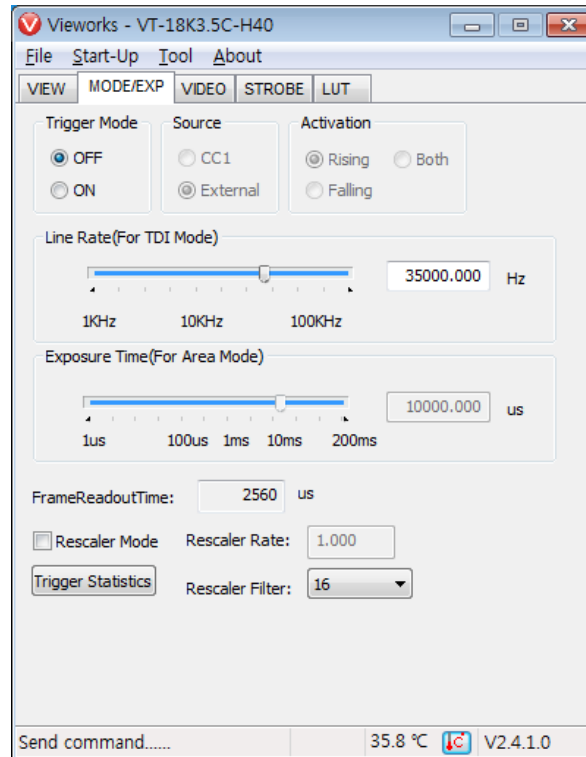 Vieworks - VT-18K3.5C-H40
File Start-Up Tool About
VIEW MODE/EXP VIDEO STROBE LUT
Trigger Mode Source Activation
OFF CC1 Rising Both
ON External Falling
Line Rate(For TDI Mode)
35000.000 Hz
1KHz 10KHz 100KHz
Exposure Time(For Area Mode)
10000.000 us
1us 100us 1ms 10ms 200ms
FrameReadoutTime: 2560 us
Rescaler Mode Rescaler Rate: 1.000
Trigger Statistics Rescaler Filter: 16
Send command...... 35.8 ℃ C V2.4.1.0